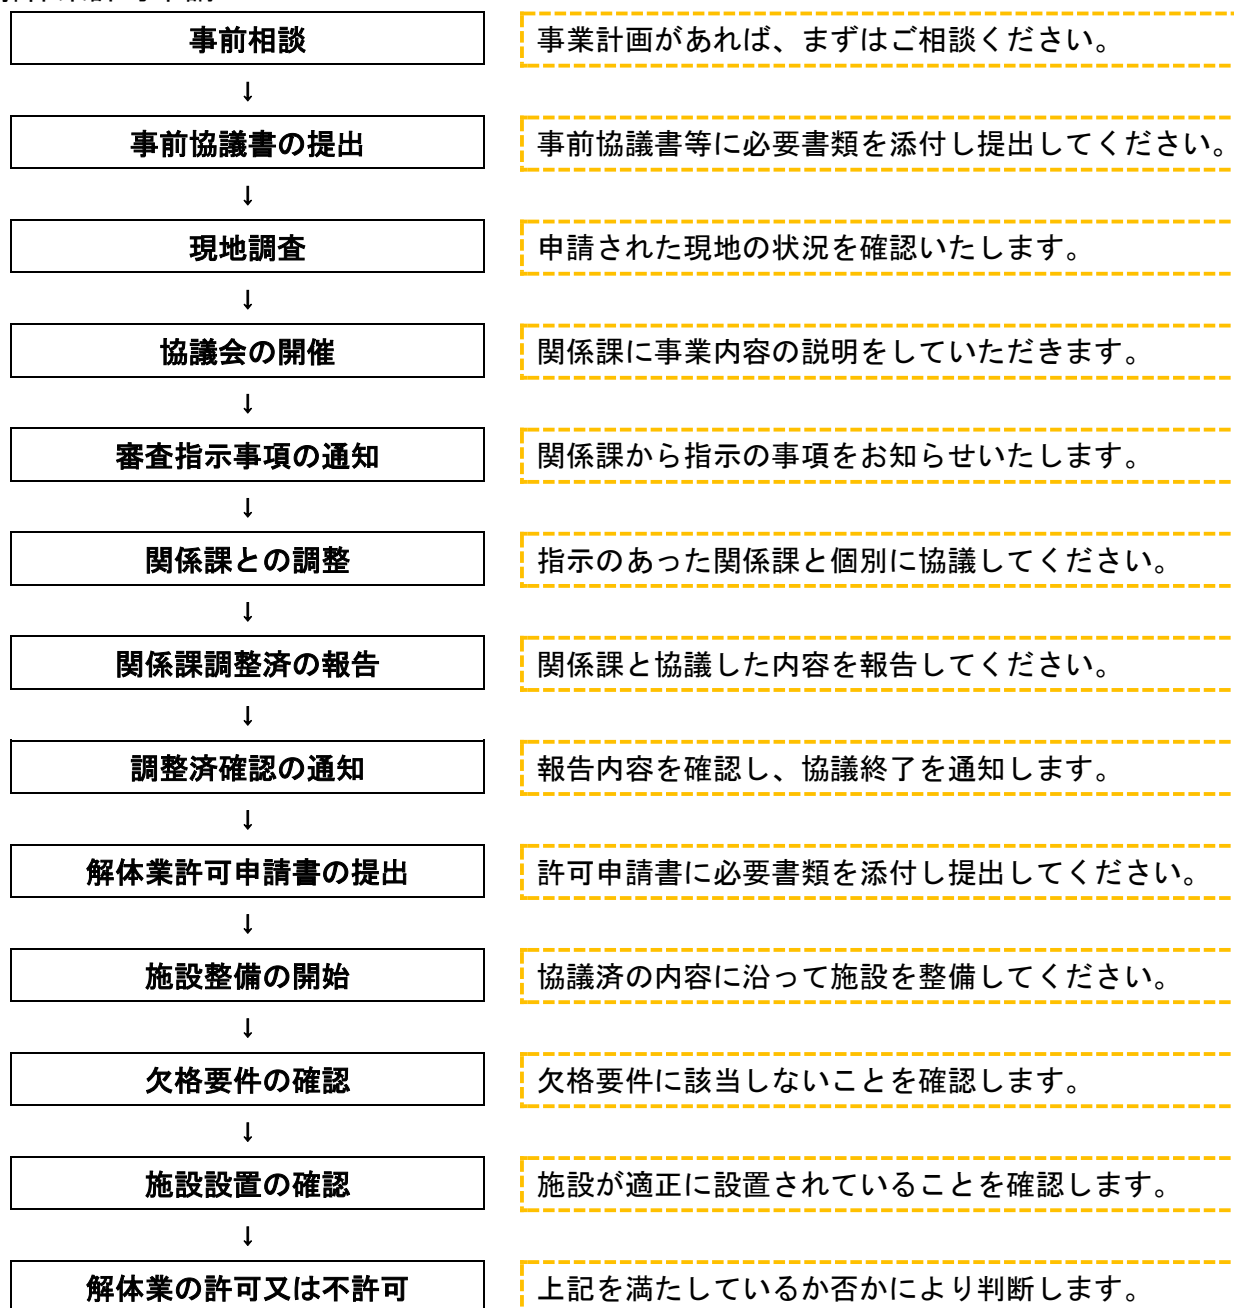 事前相談
事業計画があれば、まずはご相談ください。
↓
事前協議書の提出
事前協議書等に必要書類を添付し提出してください。
↓
現地調査
申請された現地の状況を確認いたします。
↓
協議会の開催
関係課に事業内容の説明をしていただきます。
↓
審査指示事項の通知
関係課から指示の事項をお知らせいたします。
↓
関係課との調整
指示のあった関係課と個別に協議してください。
↓
関係課調整済の報告
関係課と協議した内容を報告してください。
↓
調整済確認の通知
報告内容を確認し、協議終了を通知します。
↓
解体業許可申請書の提出
許可申請書に必要書類を添付し提出してください。
↓
施設整備の開始
協議済の内容に沿って施設を整備してください。
↓
欠格要件の確認
欠格要件に該当しないことを確認します。
↓
施設設置の確認
施設が適正に設置されていることを確認します。
↓
解体業の許可又は不許可
上記を満たしているか否かにより判断します。